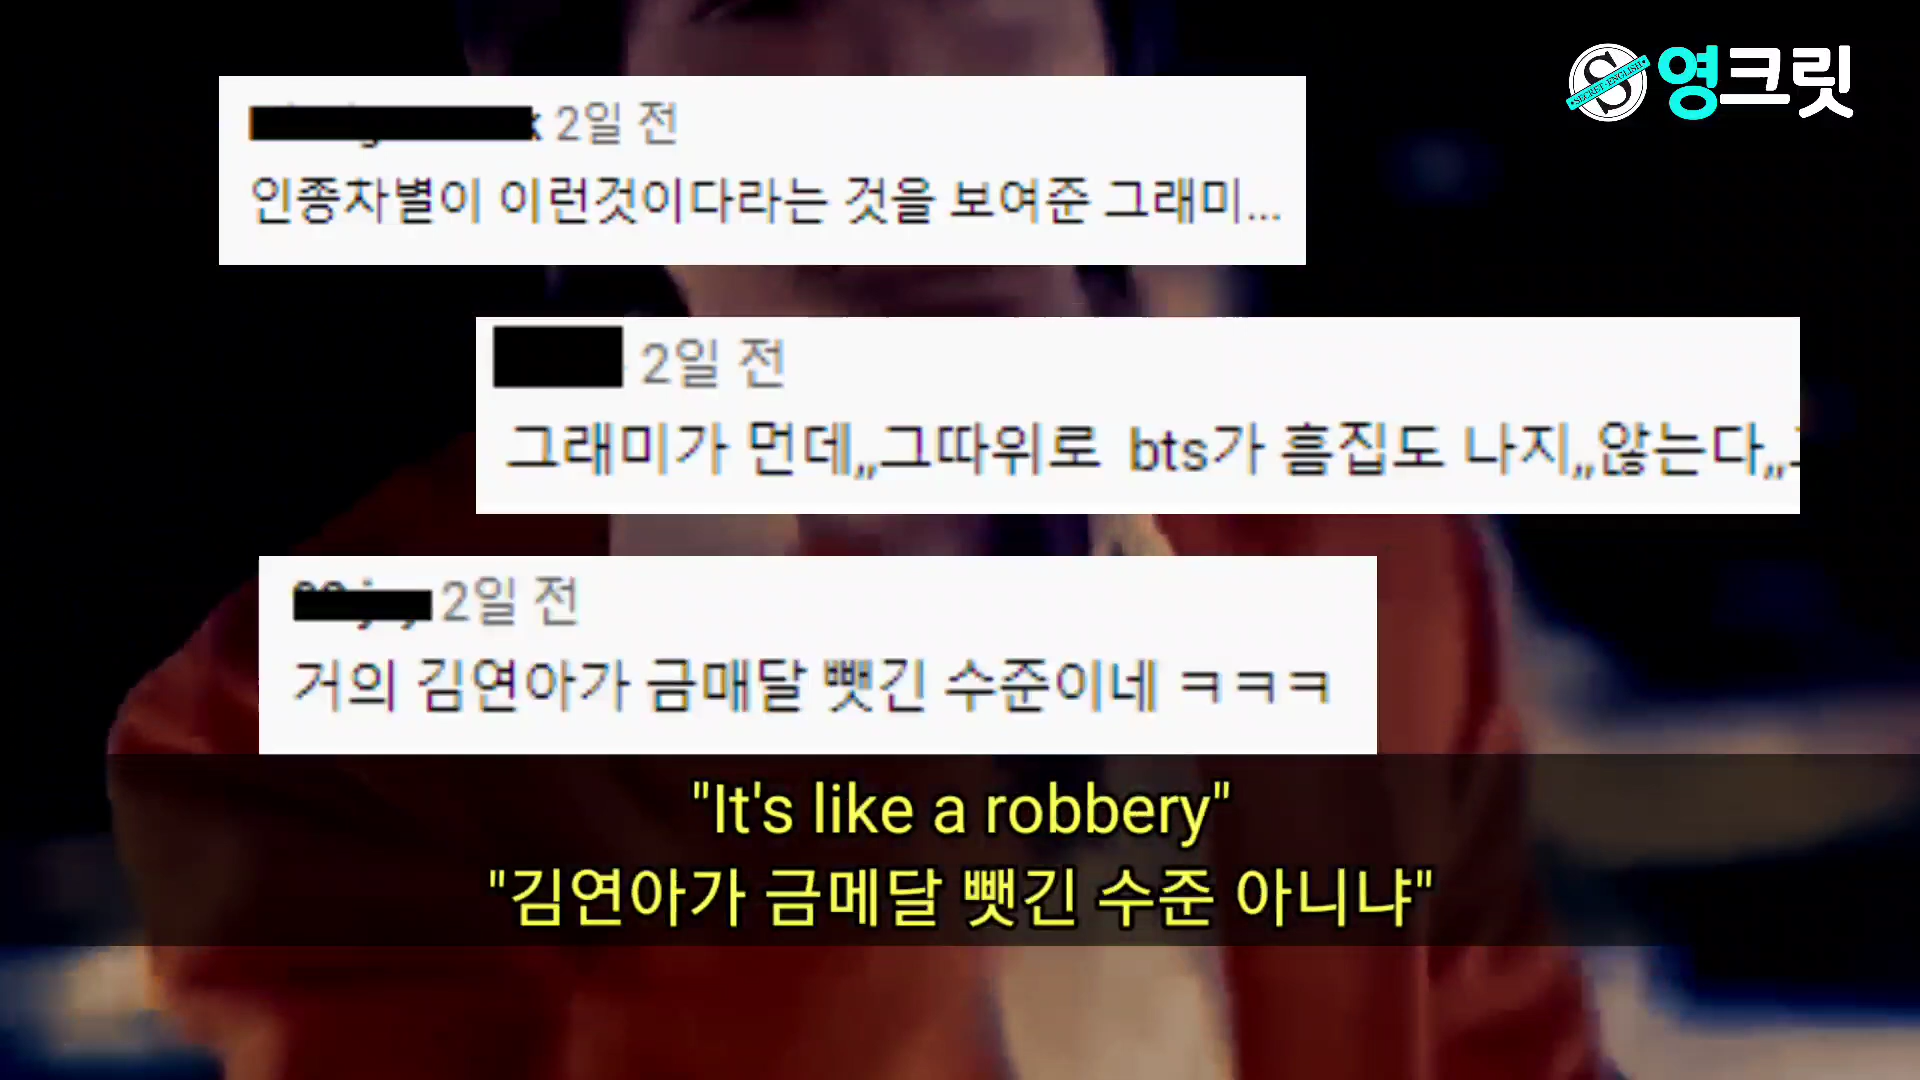 SECRET-ENGLISH
영크릿
2일 전
인종차별이 이런것이다라는 것을 보여준 그래미...
2일 전
그래미가 먼데,,그따위로 bts가 흠집도 나지,,않는다,,
2일 전
거의 김연아가 금매달 뺏긴 수준이네 ㅋㅋㅋ
"It's like a robbery"
"김연아가 금메달 뺏긴 수준 아니냐"